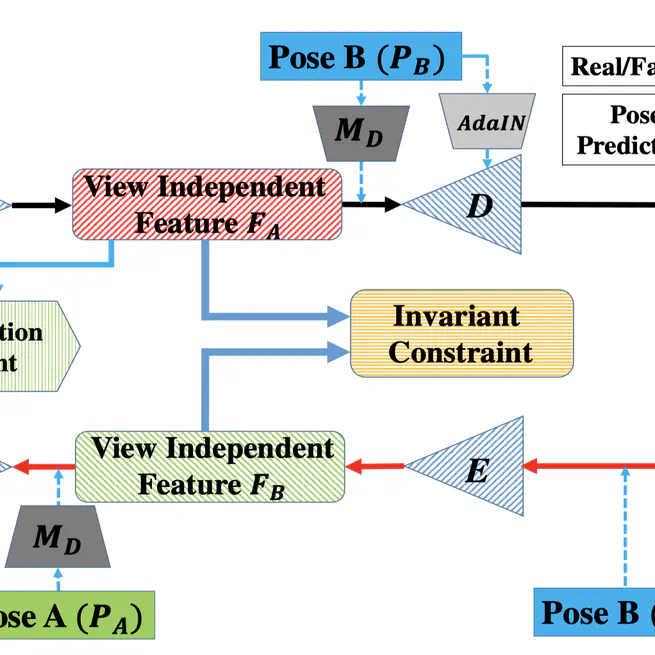 Pose B (P_B)
Real/Fa
M_D
AdaIN
Pose
Predict
View Independent
Feature F_A
D
Invariant
Constraint
tion
nt
View Independent
Feature F_B
E
M_D
ose A (P_A)
Pose B (